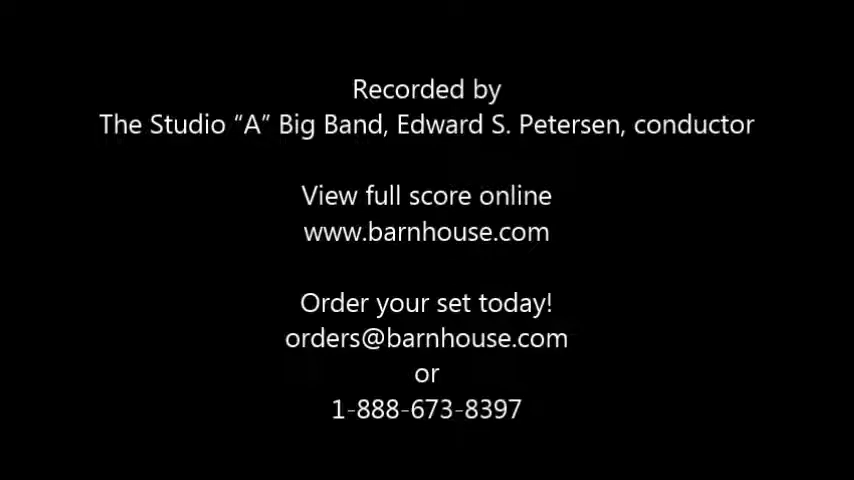 Recorded by
The Studio “A” Big Band, Edward S. Petersen, conductor
View full score online
www.barnhouse.com
Order your set today!
orders@barnhouse.com
or
1-888-673-8397